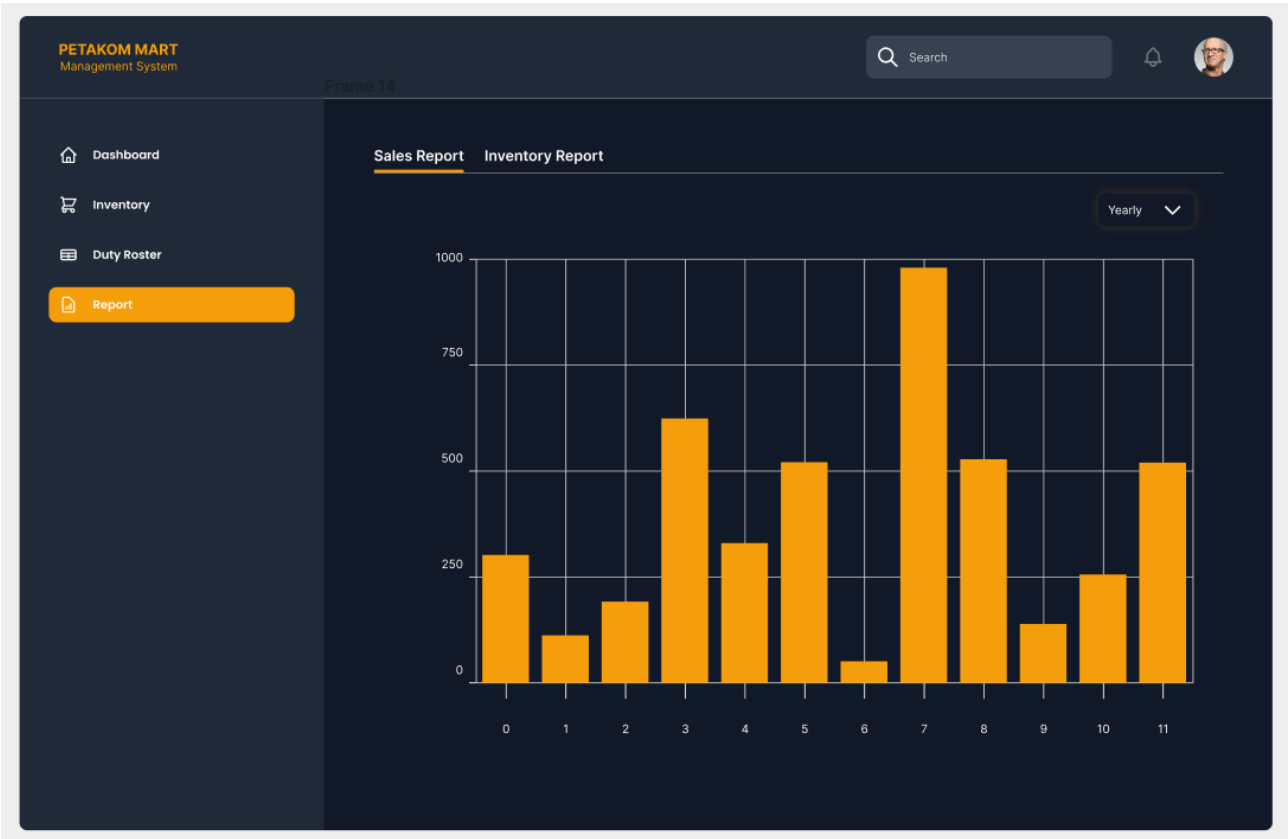 PETAKOM MART
Management System
Search
Frame 14
Dashboard
Inventory
Duty Roster
Report
Sales Report Inventory Report
Yearly
1000
750
500
250
0
0 1 2 3 4 5 6 7 8 9 10 11